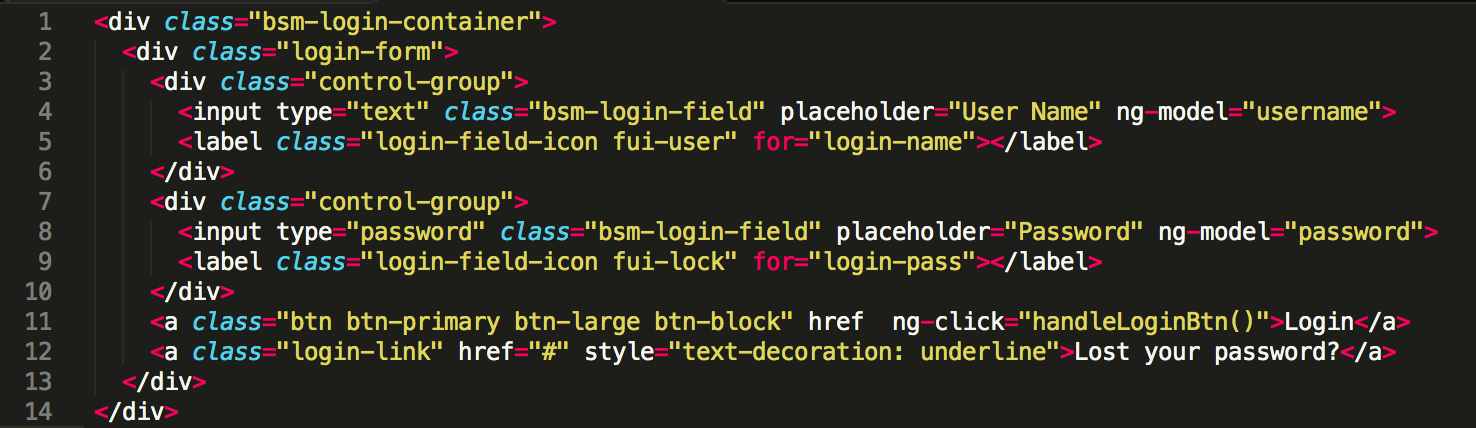 1 <div class="bsm-login-container">
2   <div class="login-form">
3     <div class="control-group">
4       <input type="text" class="bsm-login-field" placeholder="User Name" ng-model="username">
5       <label class="login-field-icon fui-user" for="login-name"></label>
6     </div>
7     <div class="control-group">
8       <input type="password" class="bsm-login-field" placeholder="Password" ng-model="password">
9       <label class="login-field-icon fui-lock" for="login-pass"></label>
10     </div>
11     <a class="btn btn-primary btn-large btn-block" href  ng-click="handleLoginBtn()">Login</a>
12     <a class="login-link" href="#" style="text-decoration: underline">Lost your password?</a>
13   </div>
14 </div>